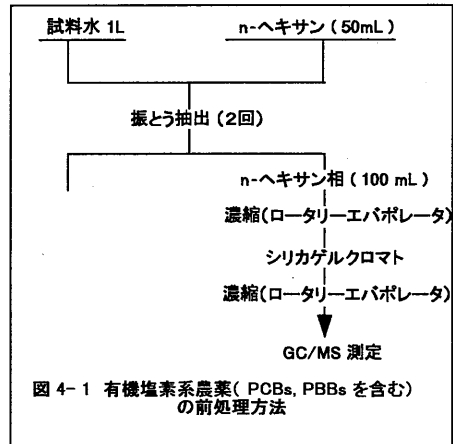 試料水 1L n-ヘキサン ( 50mL )
振とう抽出 (2回)
n-ヘキサン相 ( 100 mL )
濃縮(ロータリーエバポレータ)
シリカゲルクロマト
濃縮(ロータリーエバポレータ)
GC/MS 測定
図 4- 1 有機塩素系農薬( PCBs, PBBs を含む)
の前処理方法